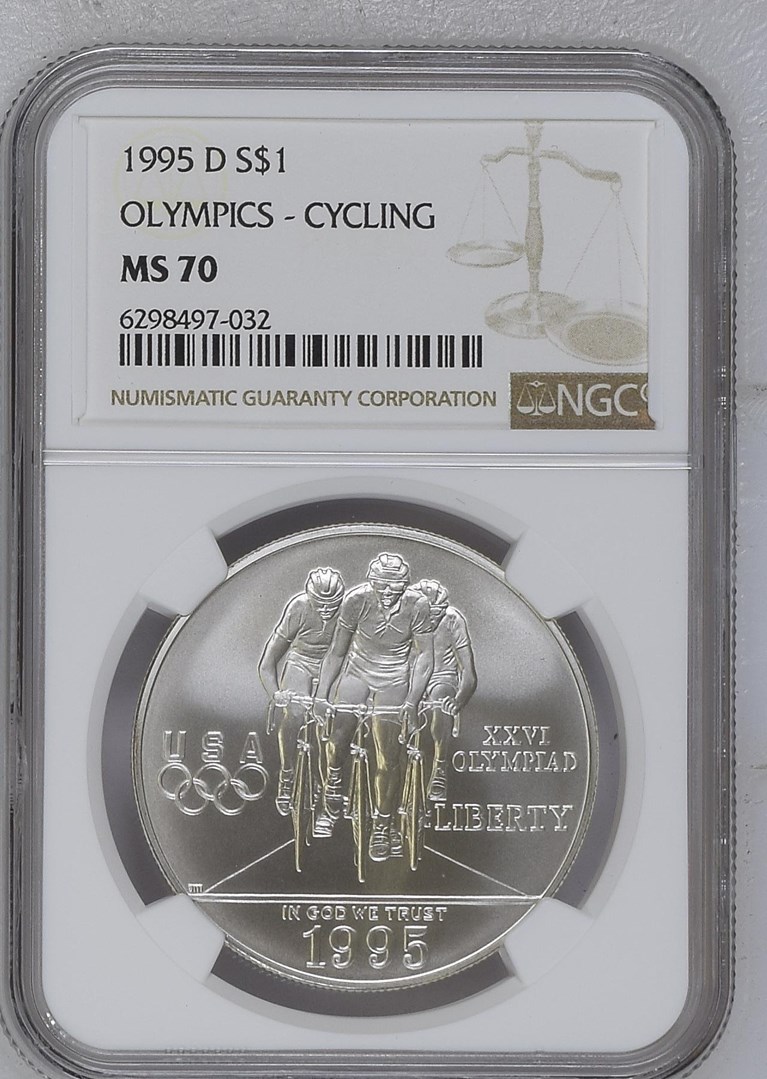 1995 D S$1
OLYMPICS - CYCLING
MS 70
6298497-032
NUMISMATIC GUARANTY CORPORATION
NGC
USA
XXVI
OLYMPIAD
LIBERTY
IN GOD WE TRUST
1995